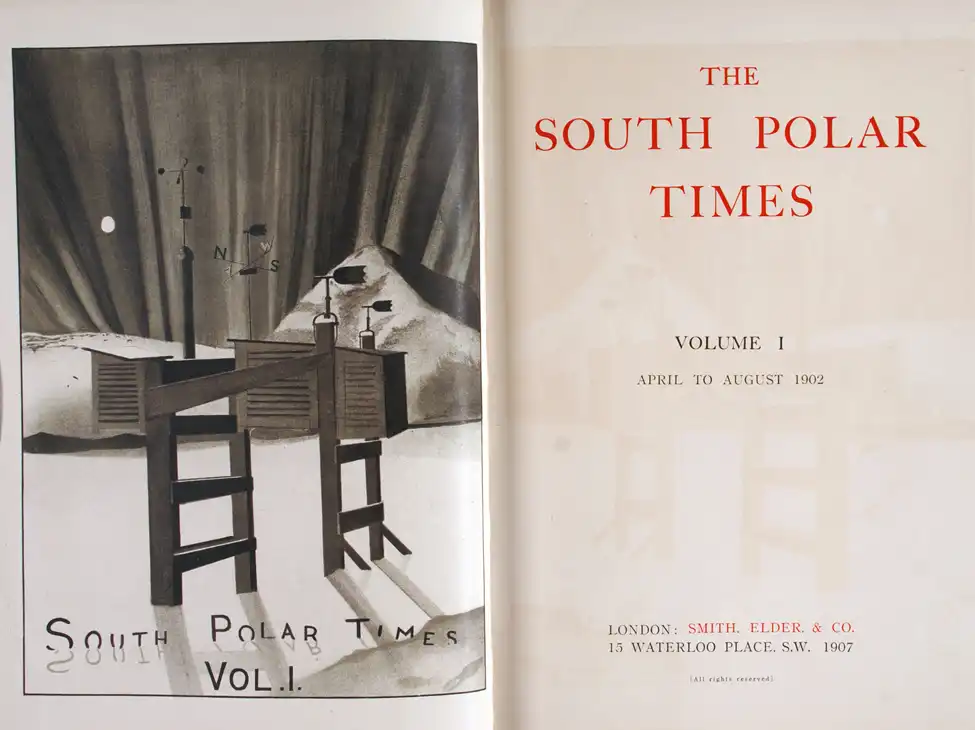 N W
S
SOUTH POLAR TIMES
VOL.I.
THE
SOUTH POLAR
TIMES
VOLUME I
APRIL TO AUGUST 1902
LONDON: SMITH, ELDER, & CO.
15 WATERLOO PLACE, S.W. 1907
[All rights reserved]